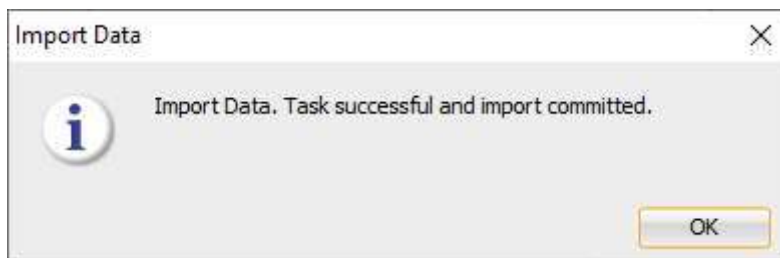 Import Data
Import Data. Task successful and import committed.
OK